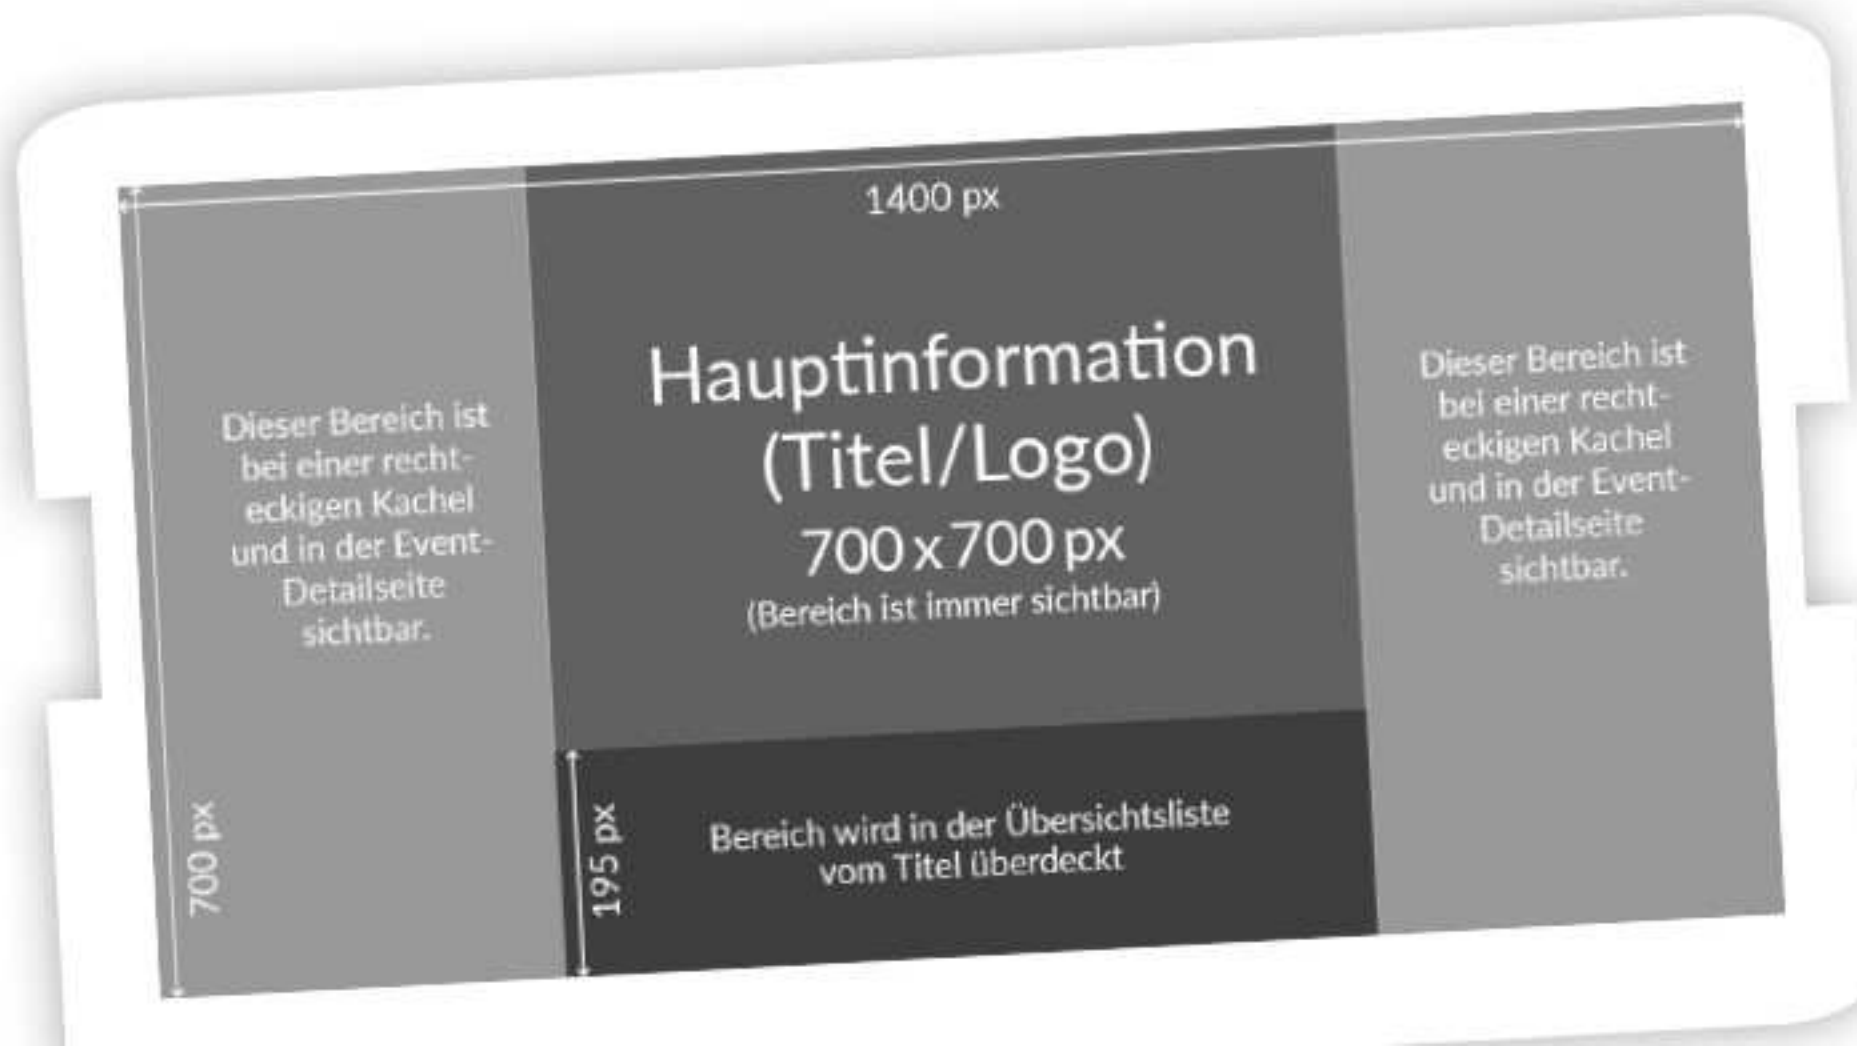 1400 px
Dieser Bereich ist
bei einer recht-
eckigen Kachel
und in der Event-
Detailseite
sichtbar.
700 px
Hauptinformation
(Titel/Logo)
700 x 700 px
(Bereich ist immer sichtbar)
195 px
Bereich wird in der Übersichtsliste
vom Titel überdeckt
Dieser Bereich ist
bei einer recht-
eckigen Kachel
und in der Event-
Detailseite
sichtbar.